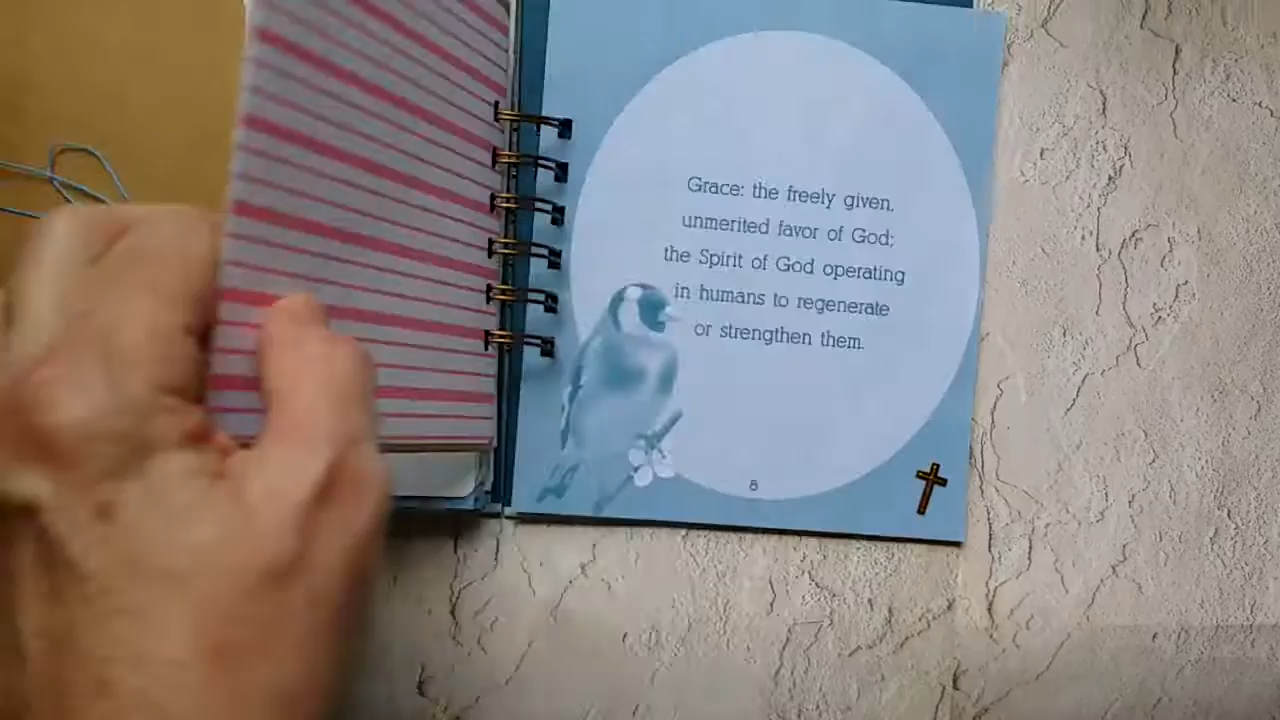 Grace: the freely given,
unmerited favor of God;
the Spirit of God operating
in humans to regenerate
or strengthen them.
8